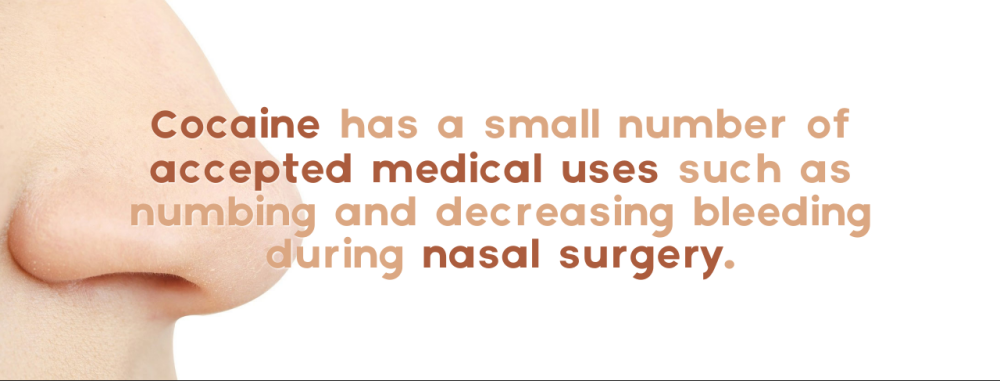 Cocaine has a small number of
accepted medical uses such as
numbing and decreasing bleeding
during nasal surgery.